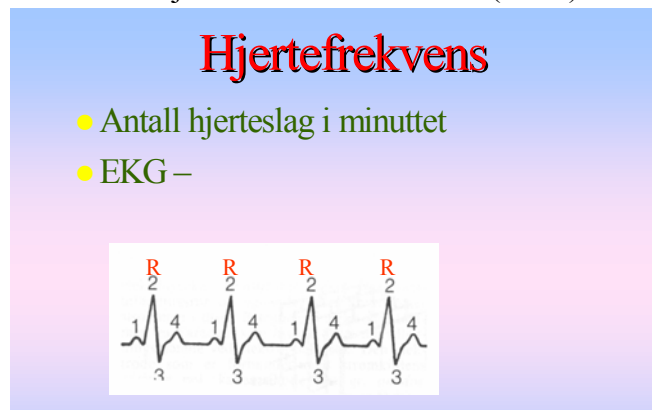 Hjertefrekvens
Antall hjerteslag i minuttet
EKG –
R R R R
2 2 2 2
1 4 1 4 1 4 1 4
3 3 3 3